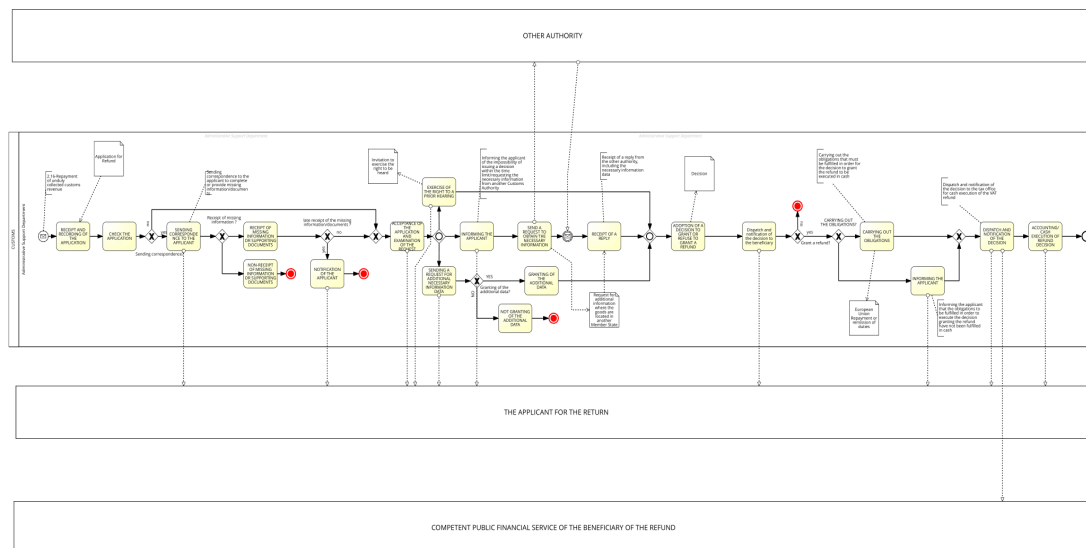 OTHER AUTHORITY
Administrative Support Department
Administrative Support Department
CUSTOMS
Administrative Support Department
2.16-Repayment
of unduly
collected customs
revenue
Application for
Refund
RECEIPT AND
RECORDING OF
THE
APPLICATION
CHECK THE
APPLICATION
no
yes
Sending correspondence
Sending
correspondence to the
applicant to complete
or provide missing
SENDING
CORRESPONDE
NCE TO THE
APPLICANT
Receipt of missing
information ?
RECEIPT OF
MISSING
INFORMATION
OR SUPPORTING
DOCUMENTS
NON-RECEIPT
OF MISSING
INFORMATION
OR SUPPORTING
DOCUMENTS
late receipt of the missing
information(documents) ?
no
yes
NOTIFICATION
OF THE
APPLICANT
Invitation to
exercise the
right to be
heard
ACCEPTANCE
OF THE
APPLICATION
AND
EXAMINATION
OF THE
REQUEST
EXERCISE OF
THE RIGHT TO A
PRIOR HEARING
SENDING A
REQUEST FOR
ADDITIONAL
NECESSARY
INFORMATION
DATA
Informing the applicant
of the impossibility of
issuing a decision
within the time
limit/requesting the
necessary information
from another Customs
Authority
INFORMING THE
APPLICANT
YES
NO
Granting of the
additional data?
NOT GRANTING
OF THE
ADDITIONAL
DATA
SEND A
REQUEST TO
OBTAIN THE
NECESSARY
INFORMATION
GRANTING OF
THE
ADDITIONAL
DATA
Receipt of a reply from
the other authority,
including the
necessary information
data
RECEIPT OF A
REPLY
Request for
additional
information
where the
goods are
located in
another
Member State
Decision
ADOPTION OF A
DECISION TO
GRANT OR
REFUSE TO
GRANT A
REFUND
Dispatch and
notification of
the decision to
the beneficiary
no
yes
Grant a refund?
Carrying out the
obligations that must
be fulfilled in order for
the decision to grant
the refund to be
executed in cash
CARRYING OUT
THE OBLIGATIONS?
CARRYING OUT
THE
OBLIGATIONS
European
Union
Repayment or
remission of
duties
INFORMING THE
APPLICANT
Informing the applicant
that the obligations to
be fulfilled in order to
execute the decision
granting the refund
have not been fulfilled
in cash
Dispatch and notification
of the decision to the tax office
for cash execution of the VAT
refund
DISPATCH AND
NOTIFICATION
OF THE
DECISION
ACCOUNTING/
CASH
EXECUTION OF
REFUND
DECISION
THE APPLICANT FOR THE RETURN
COMPETENT PUBLIC FINANCIAL SERVICE OF THE BENEFICIARY OF THE REFUND